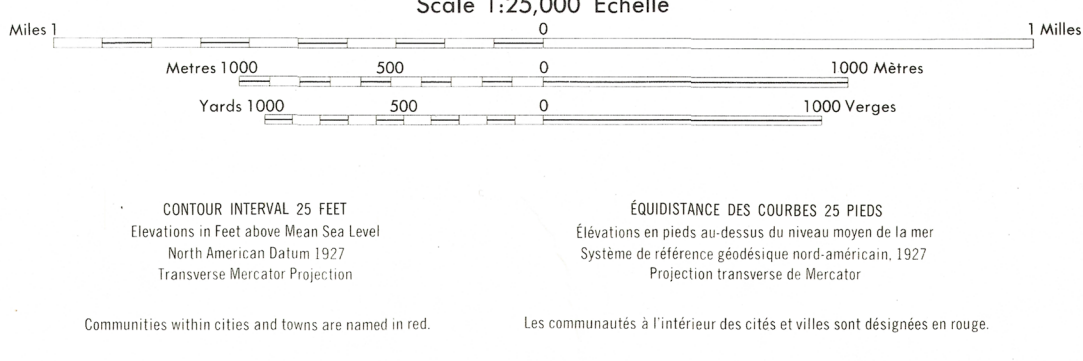 Scale 1:25,000 Echelle
Miles 1 0 1 Milles
Metres 1000 500 0 1000 Mètres
Yards 1000 500 0 1000 Verges
CONTOUR INTERVAL 25 FEET
Elevations in Feet above Mean Sea Level
North American Datum 1927
Transverse Mercator Projection
ÉQUIDISTANCE DES COURBES 25 PIEDS
Élévations en pieds au-dessus du niveau moyen de la mer
Système de référence géodésique nord-américain, 1927
Projection transverse de Mercator
Communities within cities and towns are named in red.
Les communautés à l'intérieur des cités et villes sont désignées en rouge.